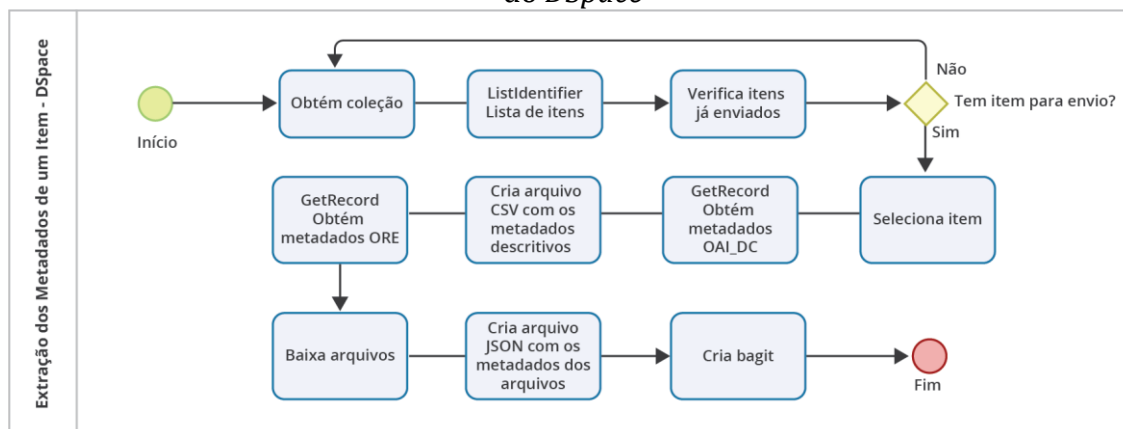 do DSpace
Extração dos Metadados de um Item - DSpace
Início
Obtém coleção
ListIdentifier
Lista de itens
Verifica itens
já enviados
Não
Tem item para envio?
Sim
Seleciona item
GetRecord
Obtém
metadados
OAI_DC
Cria arquivo
CSV com os
metadados
descritivos
GetRecord
Obtém
metadados ORE
Baixa arquivos
Cria arquivo
JSON com os
metadados dos
arquivos
Cria bagit
Fim